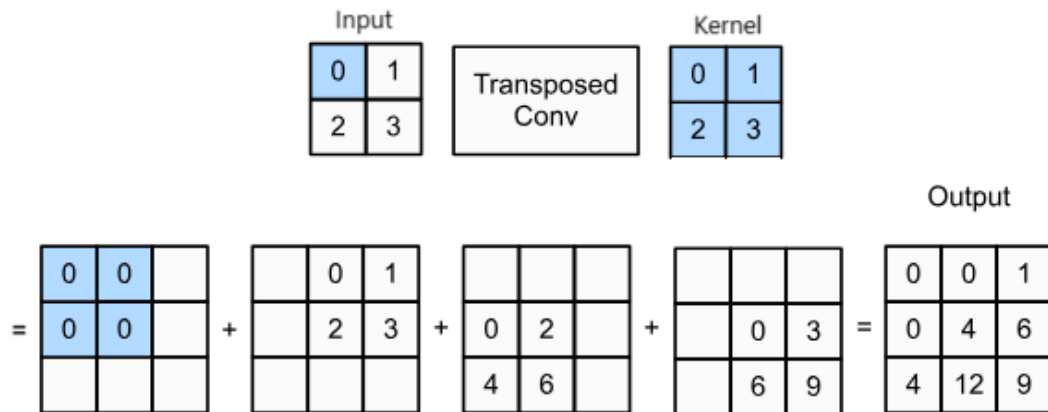 Input Kernel
0 1 Transposed Conv 0 1
2 3 2 3
Output
0 0 0 1 0 0 1
= 0 0 + 2 3 + 0 2 + 0 3 = 0 4 6
4 6 6 9 4 12 9